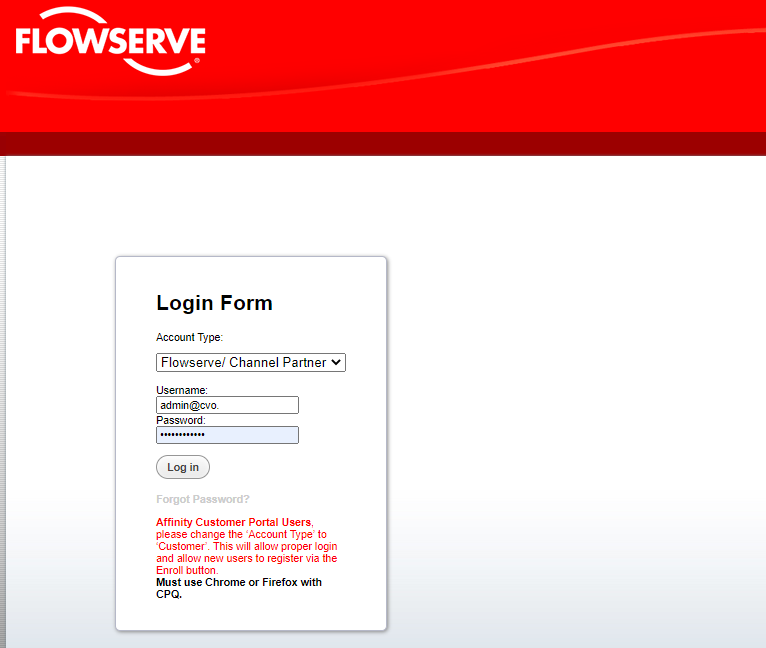 FLOWSERVE
®
Login Form
Account Type:
Flowserve/ Channel Partner
Username:
admin@cvo.
Password:
••••••••••••
Log in
Forgot Password?
Affinity Customer Portal Users,
please change the ‘Account Type’ to
‘Customer’. This will allow proper login
and allow new users to register via the
Enroll button.
Must use Chrome or Firefox with
CPQ.